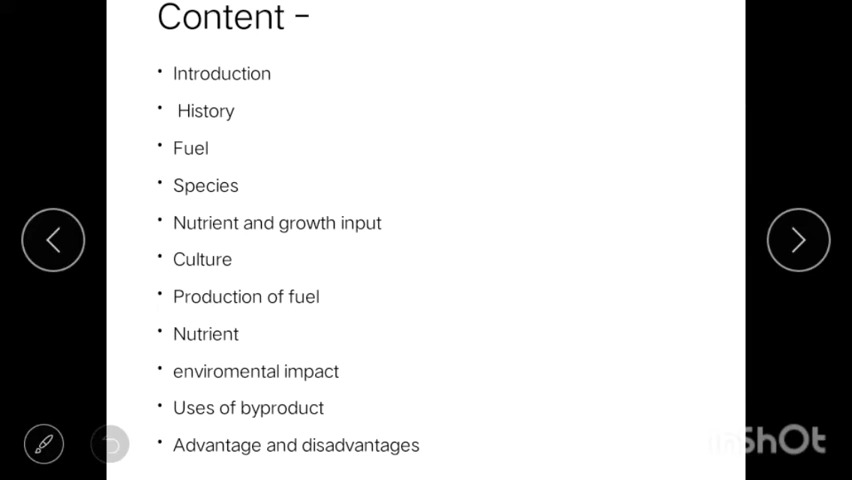 Content –
• Introduction
• History
• Fuel
• Species
• Nutrient and growth input
• Culture
• Production of fuel
• Nutrient
• enviromental impact
• Uses of byproduct
• Advantage and disadvantages
InShOt